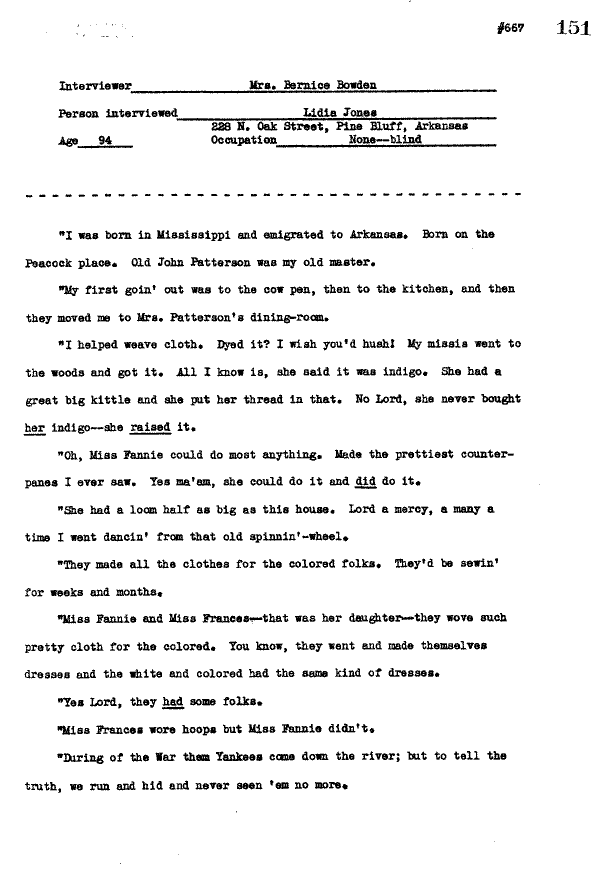 #667 151
Interviewer Mrs. Bernice Bowden
Person interviewed Lidia Jones
228 N. Oak Street, Pine Bluff, Arkansas
Age 94 Occupation None--blind
"I was born in Mississippi and emigrated to Arkansas. Born on the
Peacock place. Old John Patterson was my old master.
"My first goin' out was to the cow pen, then to the kitchen, and then
they moved me to Mrs. Patterson's dining-room.
"I helped weave cloth. Dyed it? I wish you'd hush! My missis went to
the woods and got it. All I know is, she said it was indigo. She had a
great big kittle and she put her thread in that. No Lord, she never bought
her indigo--she raised it.
"Oh, Miss Fannie could do most anything. Made the prettiest counter-
panes I ever saw. Yes ma'am, she could do it and did do it.
"She had a loom half as big as this house. Lord a mercy, a many a
time I went dancin' from that old spinnin'-wheel.
"They made all the clothes for the colored folks. They'd be sewin'
for weeks and months.
"Miss Fannie and Miss Frances--that was her daughter--they wove such
pretty cloth for the colored. You know, they went and made themselves
dresses and the white and colored had the same kind of dresses.
"Yes Lord, they had some folks.
"Miss Frances wore hoops but Miss Fannie didn't.
"During of the War them Yankees come down the river; but to tell the
truth, we run and hid and never seen 'em no more.